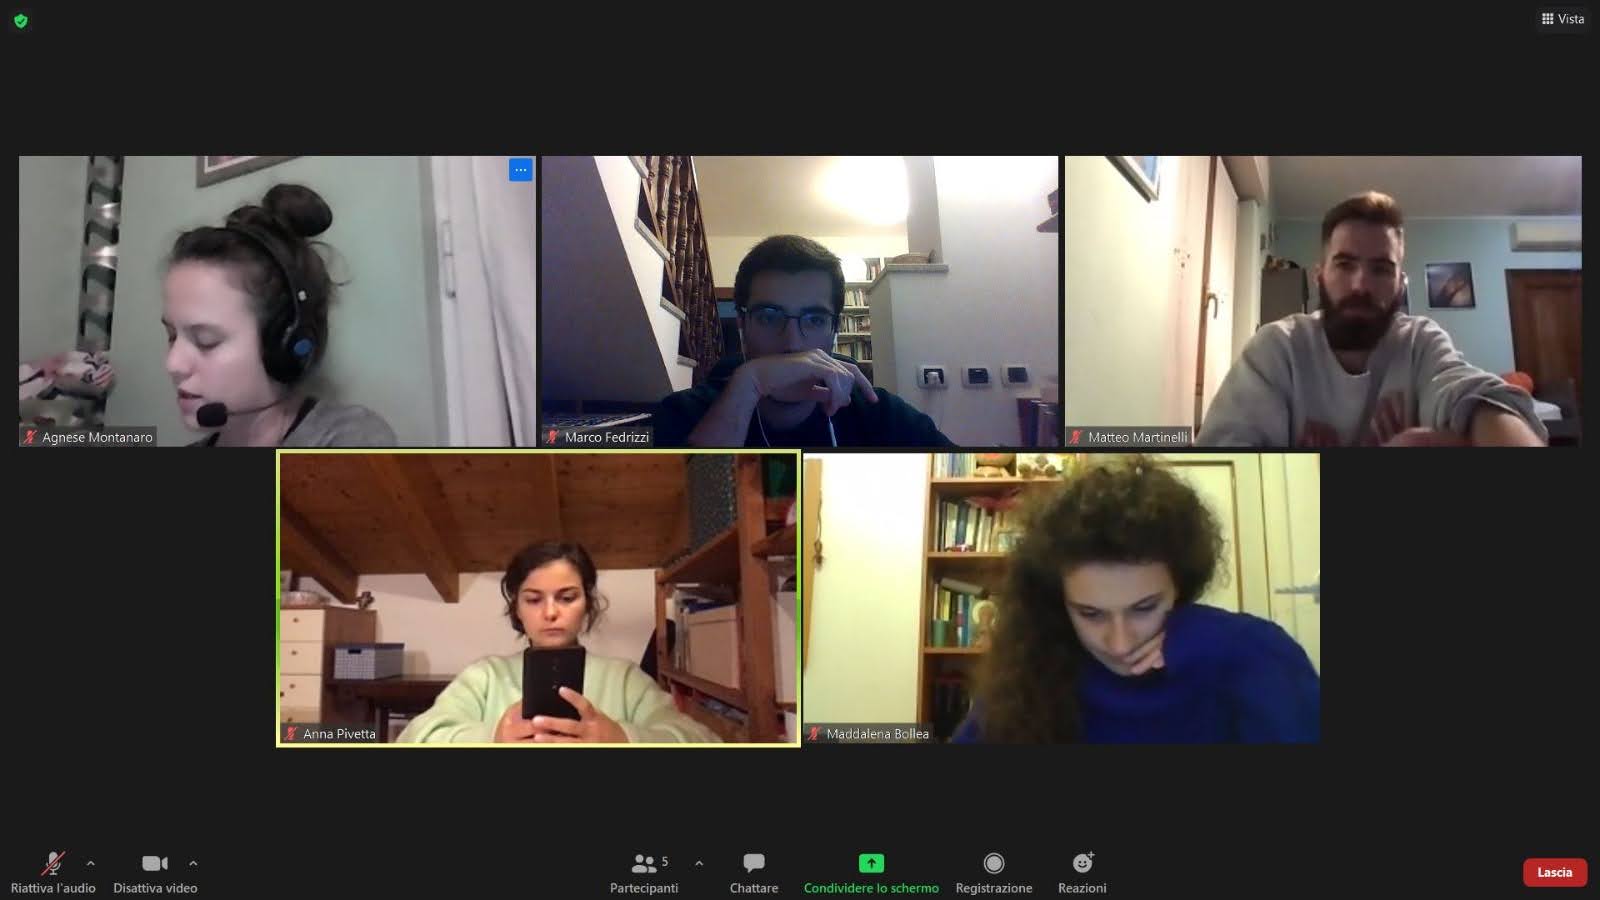 Vista
Agnese Montanaro
Marco Fedrizzi
Matteo Martinelli
Anna Pivetta
Maddalena Bollea
5
Riattiva l'audio
Disattiva video
Partecipanti
Chattare
Condividere lo schermo
Registrazione
Reazioni
Lascia